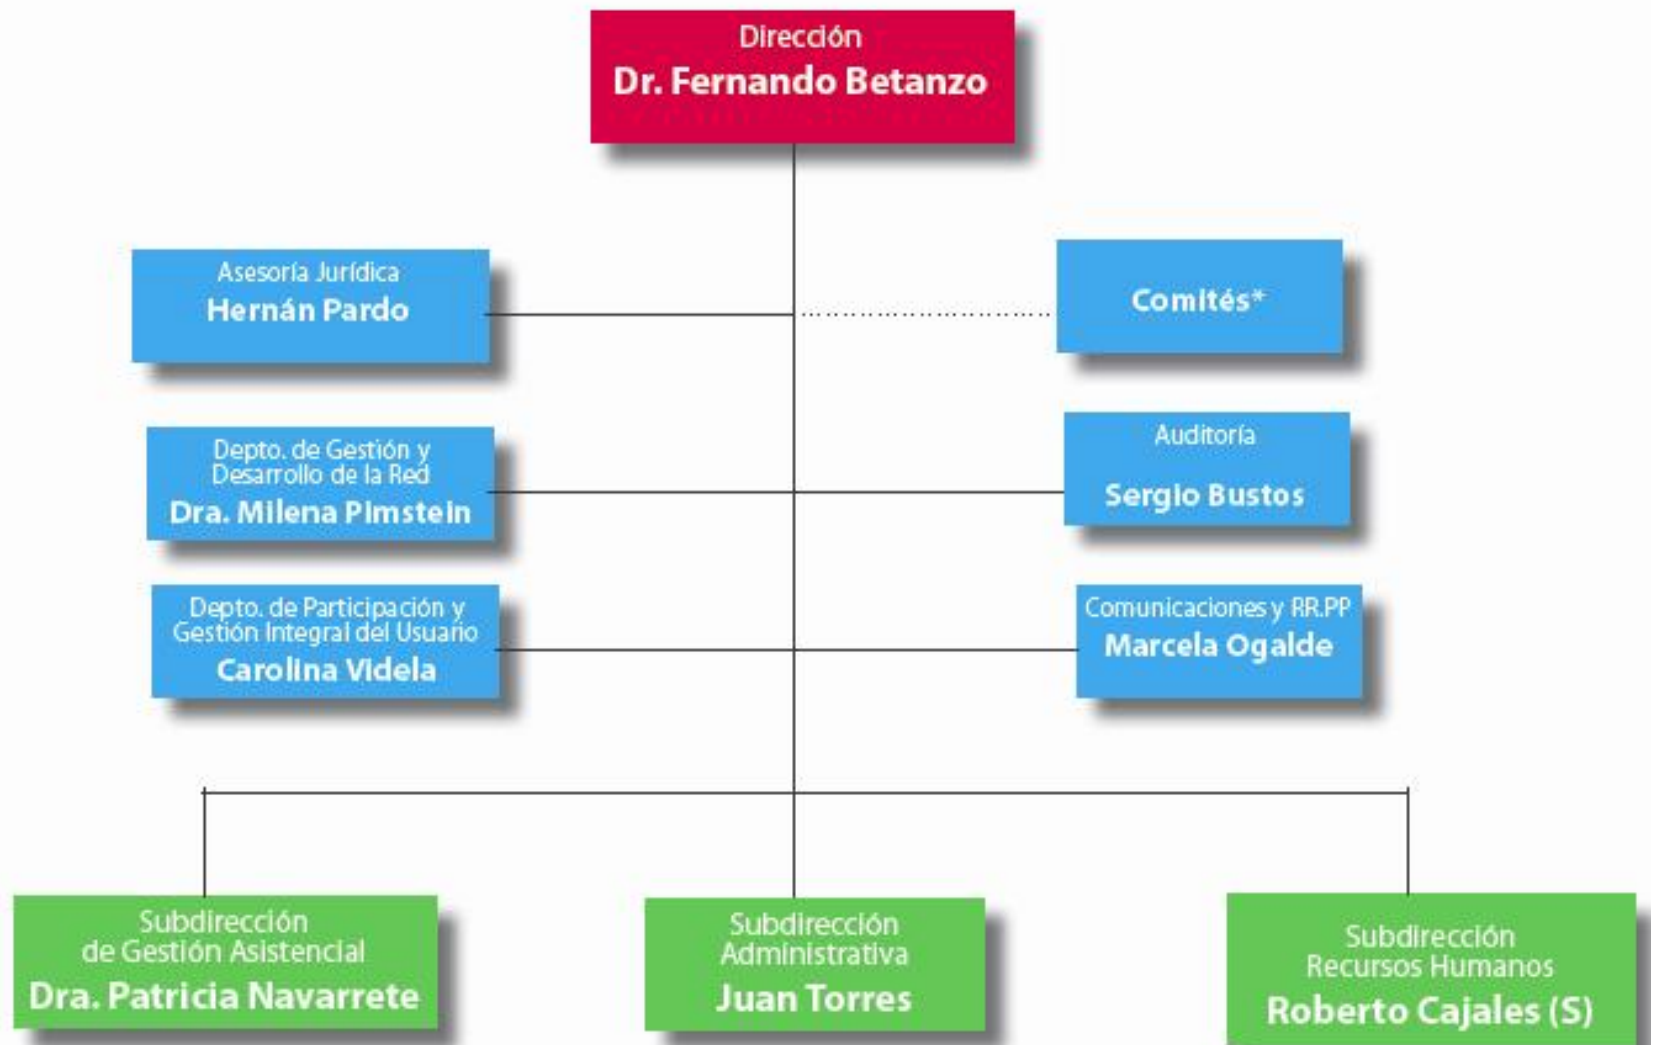 Dirección
Dr. Fernando Betanzo
Asesoría Jurídica
Hernán Pardo
Comités*
Depto. de Gestión y
Desarrollo de la Red
Dra. Milena Pimstein
Auditoría
Sergio Bustos
Depto. de Participación y
Gestión Integral del Usuario
Carolina Videla
Comunicaciones y RR.PP
Marcela Ogalde
Subdirección
de Gestión Asistencial
Dra. Patricia Navarrete
Subdirección
Administrativa
Juan Torres
Subdirección
Recursos Humanos
Roberto Cajales (S)